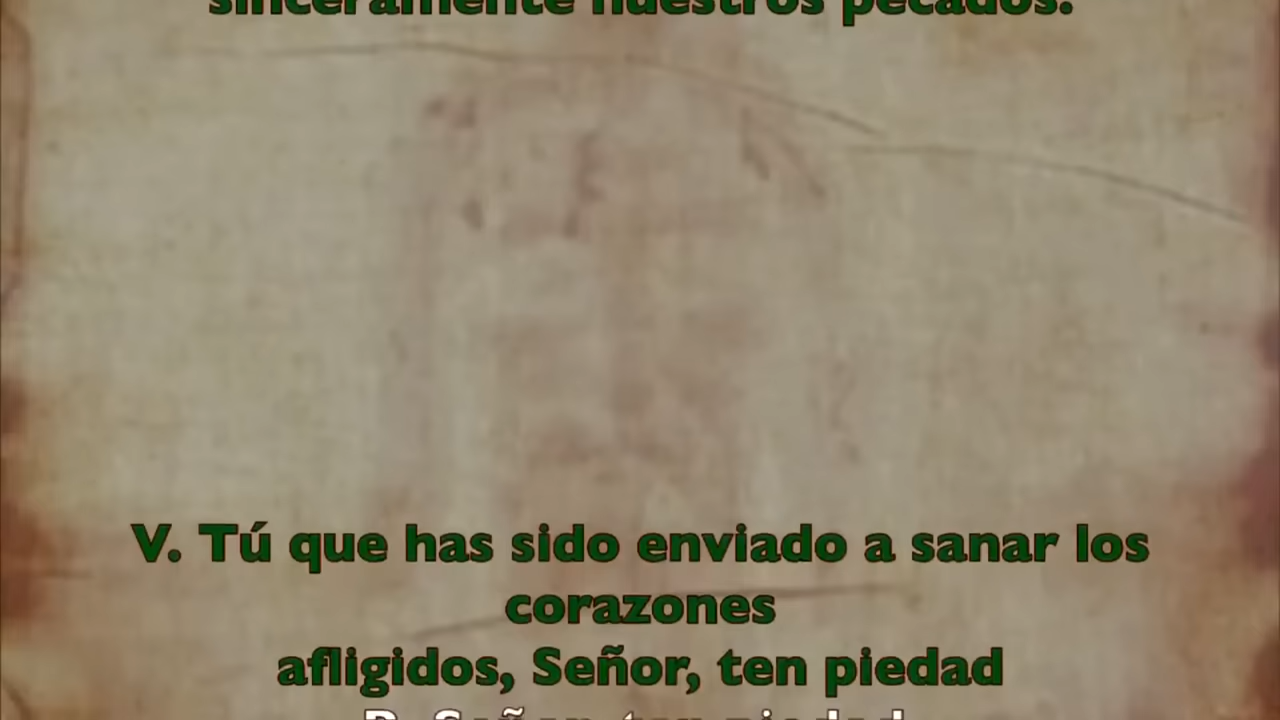 sinceramente nuestros pecados.
V. Tú que has sido enviado a sanar los
corazones
afligidos, Señor, ten piedad
R. Señor, ten piedad